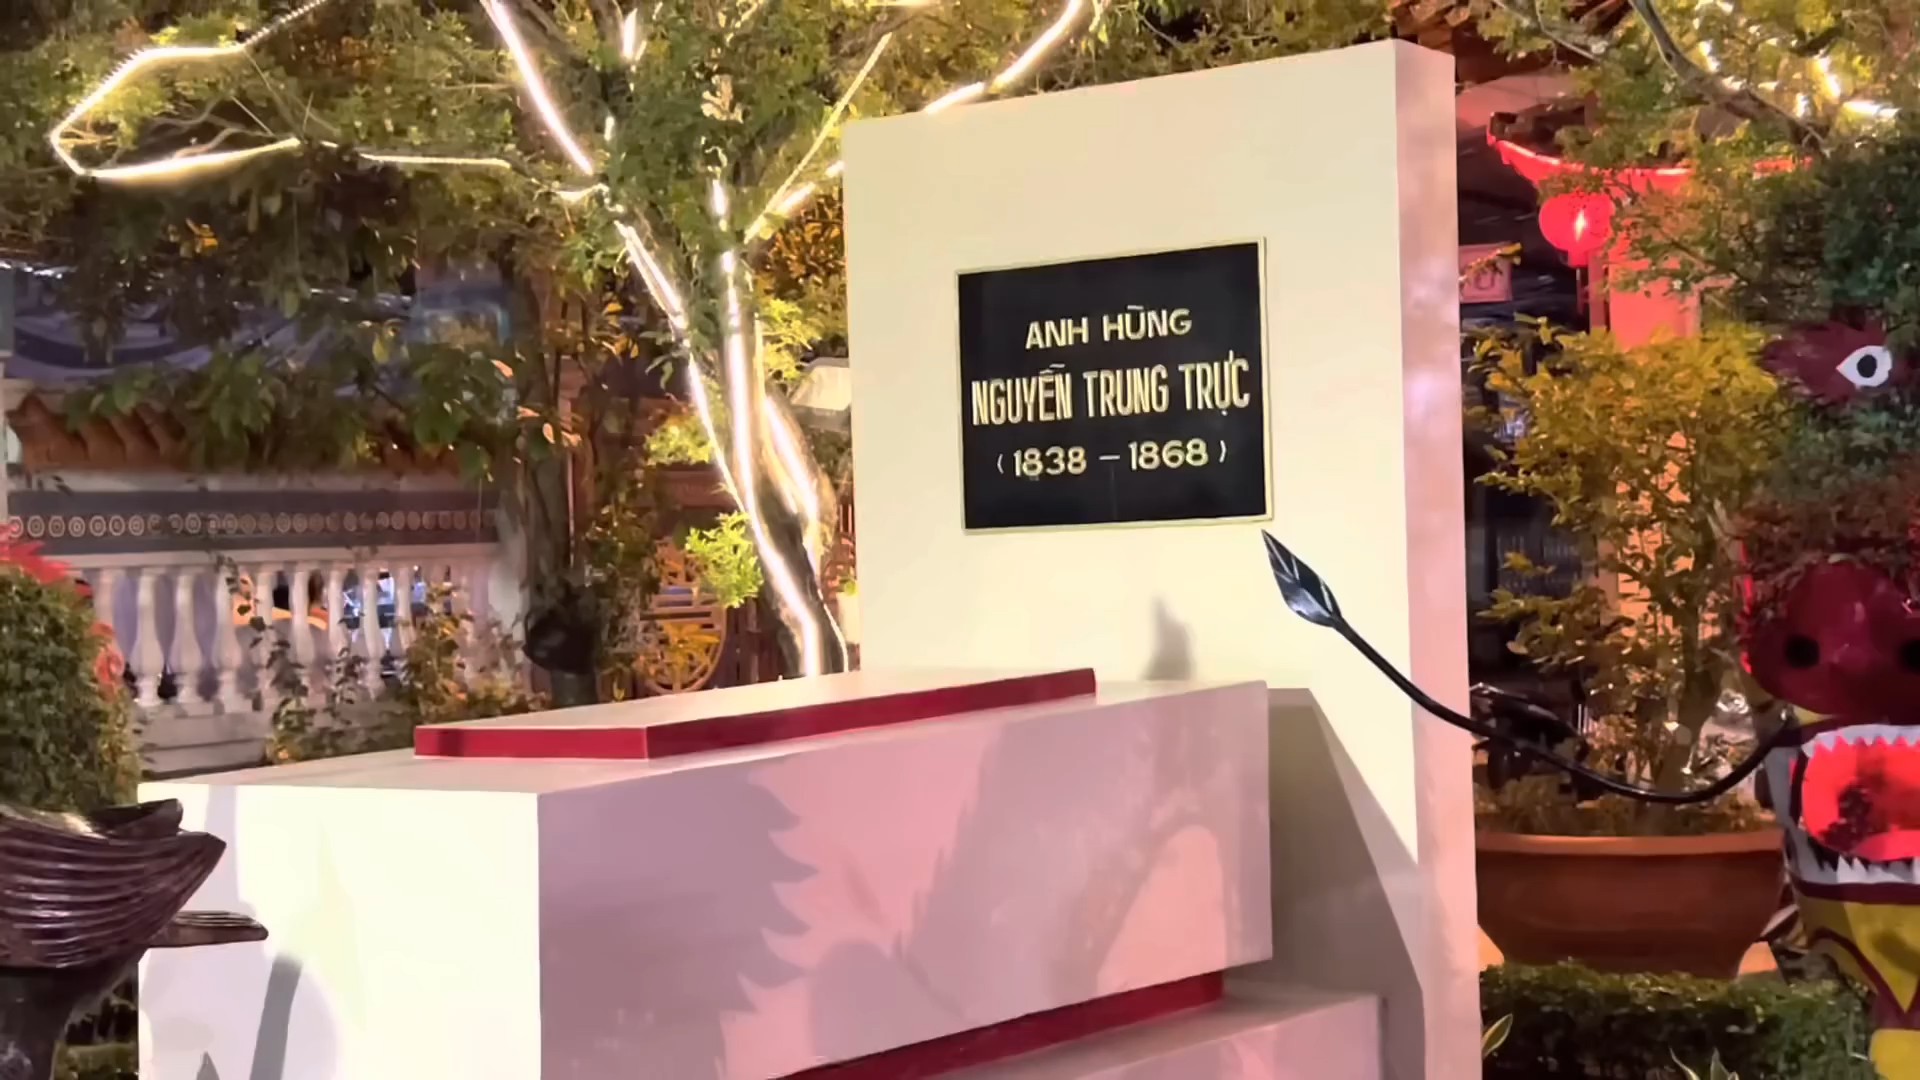 ANH HÙNG
NGUYỄN TRUNG TRỰC
(1838 – 1868)